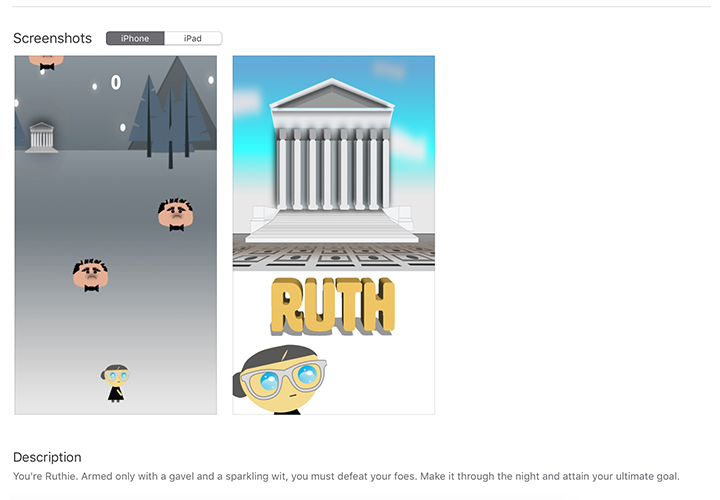 Screenshots iPhone iPad
0
RUTH
Description
You're Ruthie. Armed only with a gavel and a sparkling wit, you must defeat your foes. Make it through the night and attain your ultimate goal.